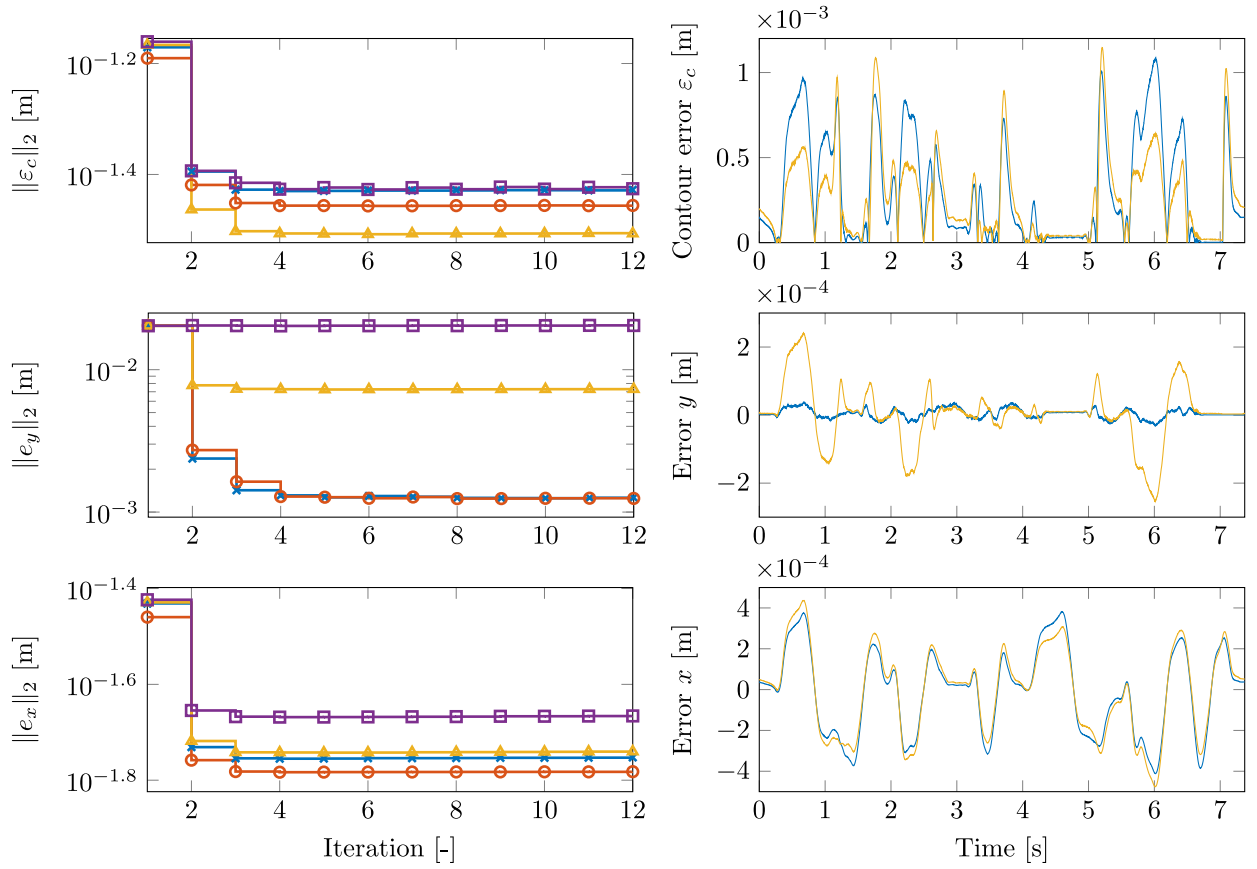 10^−1.2
10^−1.4
‖ε_c‖_2 [m]
2 4 6 8 10 12
×10^−3
1
0.5
0
Contour error ε_c [m]
0 1 2 3 4 5 6 7
10^−2
10^−3
‖e_y‖_2 [m]
2 4 6 8 10 12
×10^−4
2
0
−2
Error y [m]
0 1 2 3 4 5 6 7
10^−1.4
10^−1.6
10^−1.8
‖e_x‖_2 [m]
2 4 6 8 10 12
Iteration [-]
×10^−4
4
2
0
−2
−4
Error x [m]
0 1 2 3 4 5 6 7
Time [s]